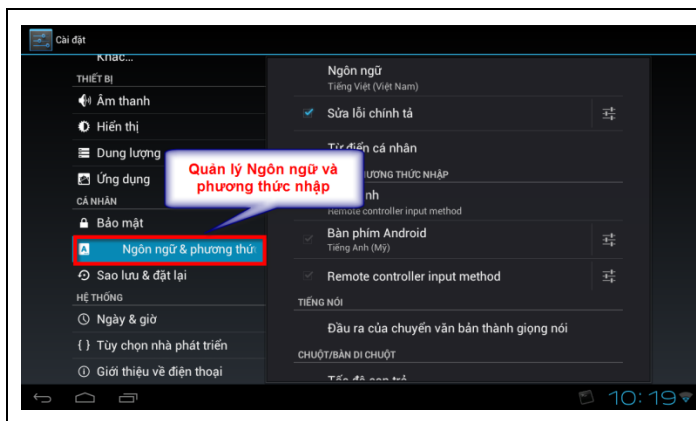 Cài đặt
Khác...
THIẾT BỊ
Âm thanh
Hiển thị
Dung lượng
Ứng dụng
CÁ NHÂN
Bảo mật
Ngôn ngữ & phương thứ
Sao lưu & đặt lại
HỆ THỐNG
Ngày & giờ
{ } Tùy chọn nhà phát triển
Giới thiệu về điện thoại
Quản lý Ngôn ngữ và
phương thức nhập
Ngôn ngữ
Tiếng Việt (Việt Nam)
Sửa lỗi chính tả
Từ điển cá nhân
PHƯƠNG THỨC NHẬP
Remote controller input method
Bàn phím Android
Tiếng Anh (Mỹ)
Remote controller input method
TIẾNG NÓI
Đầu ra của chuyển văn bản thành giọng nói
CHUỘT/BÀN DI CHUỘT
Tốc độ con trỏ
10:19